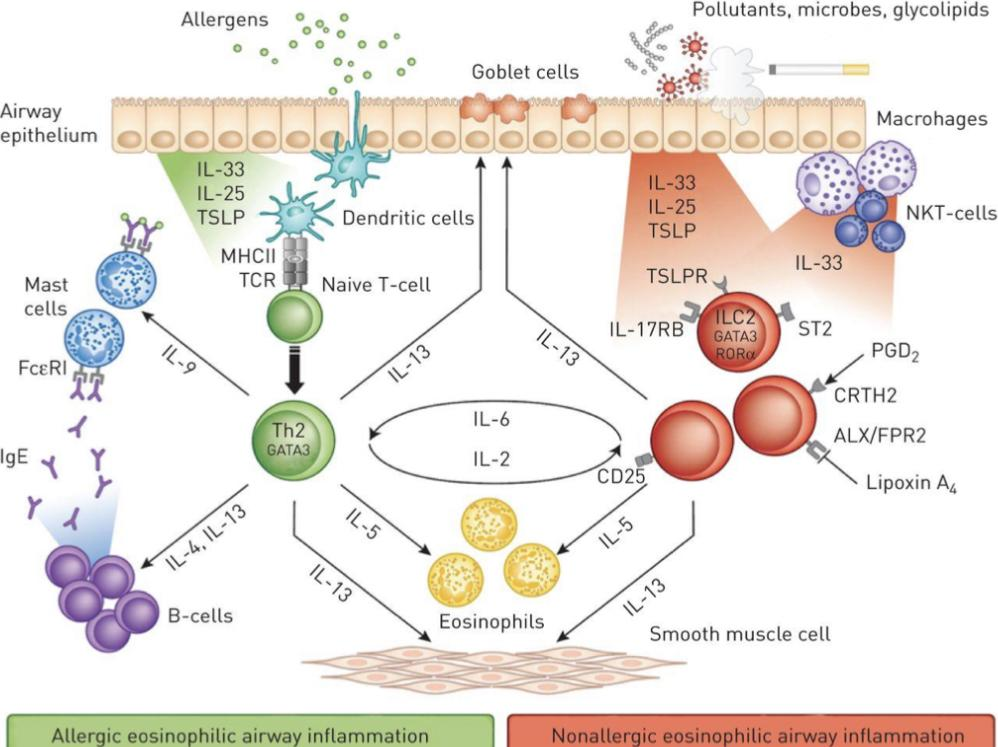 Allergens
Pollutants, microbes, glycolipids
Goblet cells
Airway
epithelium
Macrohages
IL-33
IL-25
TSLP
IL-33
IL-25
TSLP
Dendritic cells
NKT-cells
MHCII
TCR
Naive T-cell
IL-33
TSLPR
Mast
cells
IL-17RB
ILC2
GATA3
RORα
ST2
FcεRI
IL-9
IL-13
IL-13
PGD2
CRTH2
Th2
GATA3
IL-6
IL-2
ALX/FPR2
CD25
Lipoxin A4
IgE
IL-4, IL-13
IL-5
IL-5
IL-13
IL-13
B-cells
Eosinophils
Smooth muscle cell
Allergic eosinophilic airway inflammation
Nonallergic eosinophilic airway inflammation